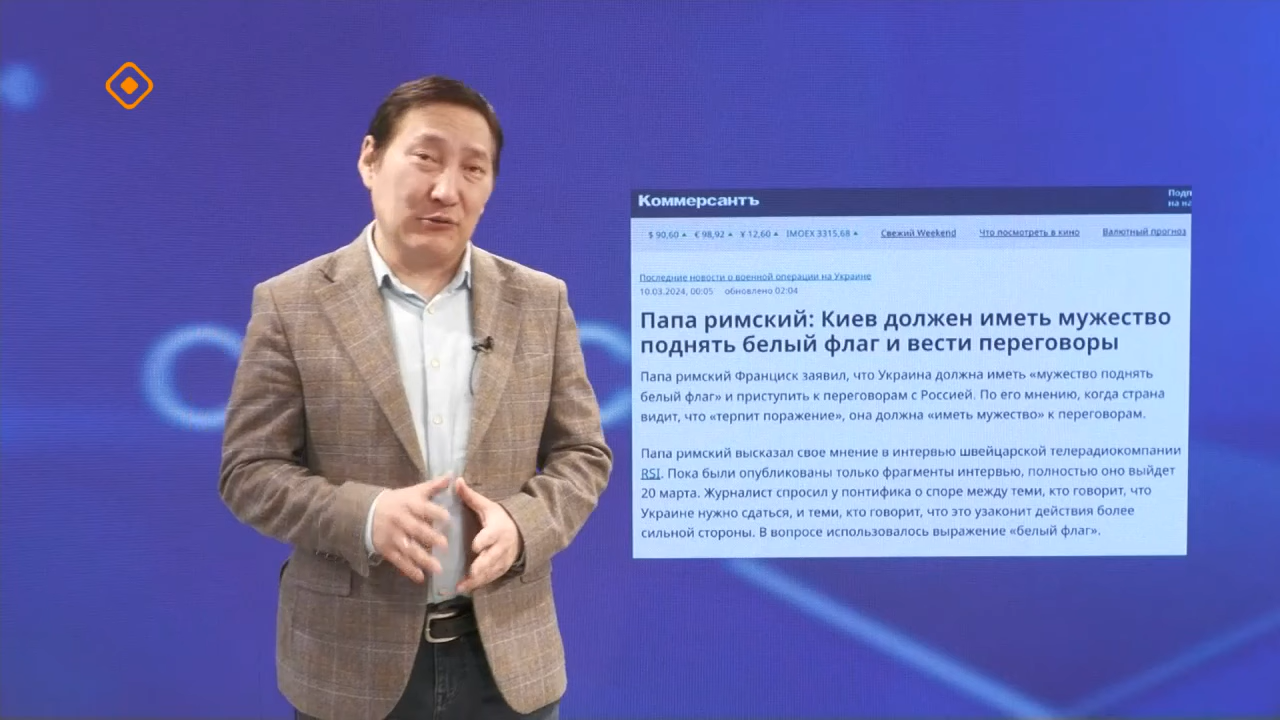 Коммерсантъ
$ 90,60 ▲ € 98,92 ▲ ¥ 12,60 ▲ IMOEX 3315,68 ▲ Свежий Weekend Что посмотреть в кино Валютный прогноз
Последние новости о военной операции на Украине
10.03.2024, 00:05 обновлено 02:04
Папа римский: Киев должен иметь мужество
поднять белый флаг и вести переговоры
Папа римский Франциск заявил, что Украина должна иметь «мужество поднять
белый флаг» и приступить к переговорам с Россией. По его мнению, когда страна
видит, что «терпит поражение», она должна «иметь мужество» к переговорам.
Папа римский высказал свое мнение в интервью швейцарской телерадиокомпании
RSI. Пока были опубликованы только фрагменты интервью, полностью оно выйдет
20 марта. Журналист спросил у понтифика о споре между теми, кто говорит, что
Украине нужно сдаться, и теми, кто говорит, что это узаконит действия более
сильной стороны. В вопросе использовалось выражение «белый флаг».